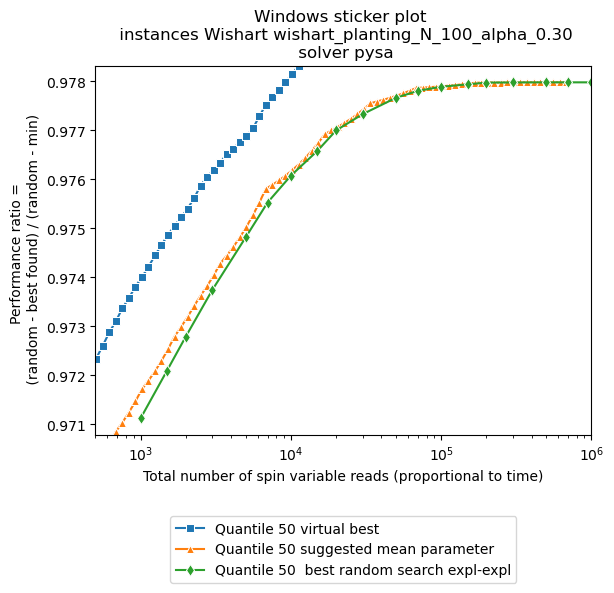 Windows sticker plot
instances Wishart wishart_planting_N_100_alpha_0.30
solver pysa
Performance ratio =
(random - best found) / (random - min)
0.978
0.977
0.976
0.975
0.974
0.973
0.972
0.971
10³ 10⁴ 10⁵ 10⁶
Total number of spin variable reads (proportional to time)
Quantile 50 virtual best
Quantile 50 suggested mean parameter
Quantile 50  best random search expl-expl